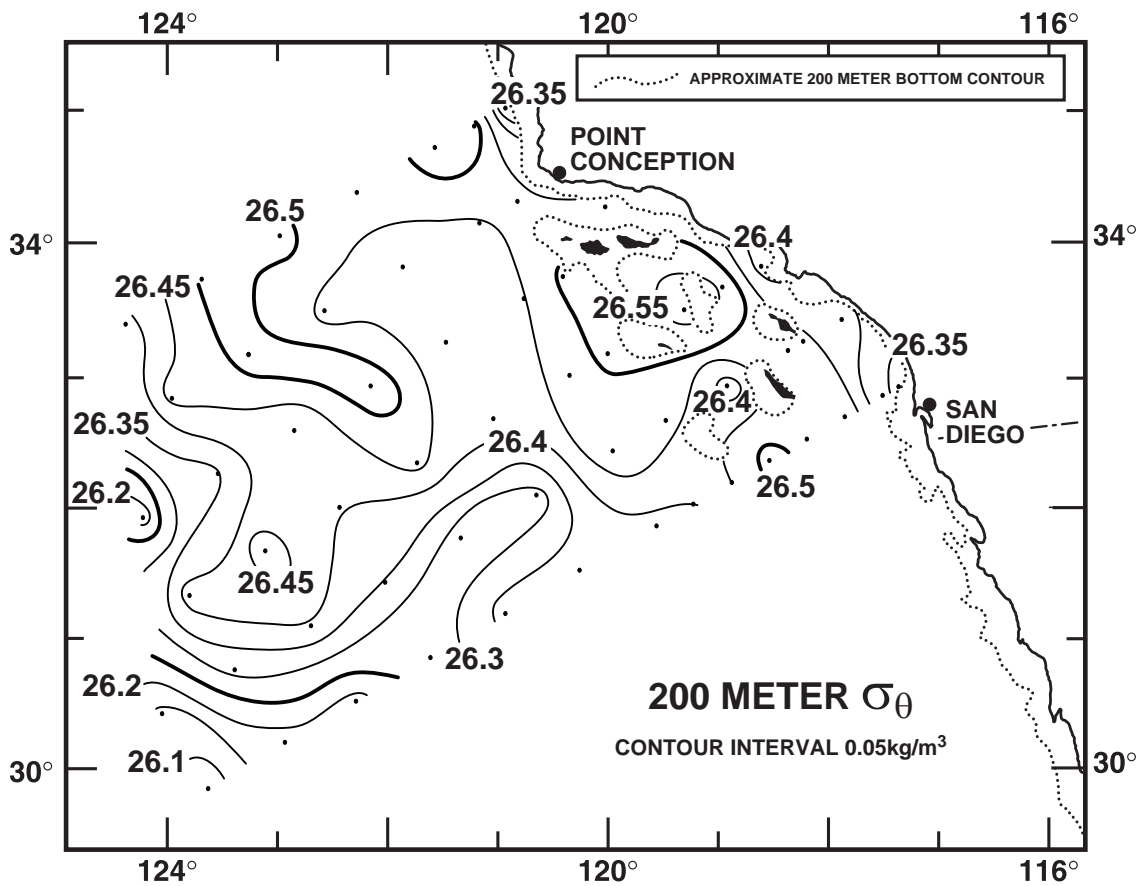 124° 120° 116°
26.35
APPROXIMATE 200 METER BOTTOM CONTOUR
POINT
CONCEPTION
26.5
34° 26.4 34°
26.45
26.55
26.35
26.4
26.35
SAN
DIEGO
26.4
26.2
26.5
26.45
26.3
26.2
200 METER σθ
CONTOUR INTERVAL 0.05kg/m³
26.1
30° 30°
124° 120° 116°